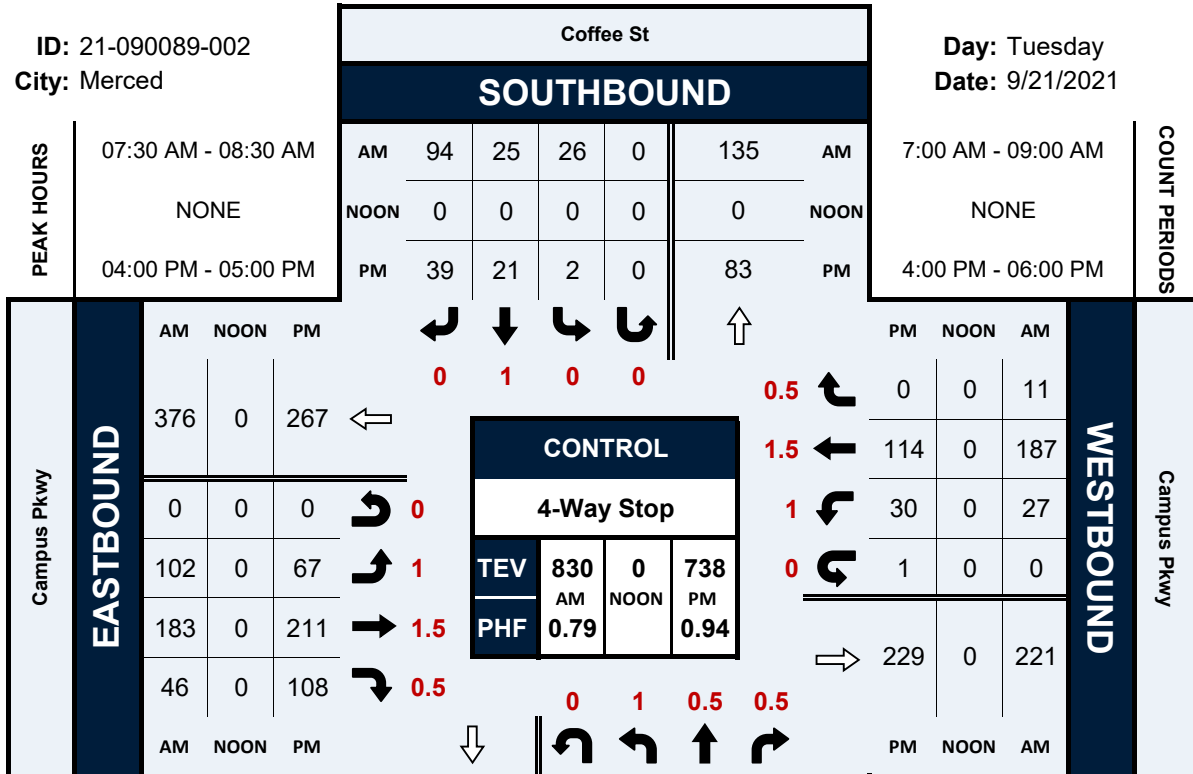 ID: 21-090089-002
City: Merced
Coffee St
SOUTHBOUND
Day: Tuesday
Date: 9/21/2021
PEAK HOURS
07:30 AM - 08:30 AM
NONE
04:00 PM - 05:00 PM
AM 94 25 26 0 135 AM
NOON 0 0 0 0 0 NOON
PM 39 21 2 0 83 PM
7:00 AM - 09:00 AM
NONE
4:00 PM - 06:00 PM
COUNT PERIODS
0 1 0 0
Campus Pkwy
EASTBOUND
AM NOON PM
376 0 267
0 0 0 0
102 0 67 1
183 0 211 1.5
46 0 108 0.5
AM NOON PM
CONTROL
4-Way Stop
TEV 830 0 738
AM NOON PM
PHF 0.79 0.94
PM NOON AM
0.5 0 0 11
1.5 114 0 187
1 30 0 27
0 1 0 0
229 0 221
PM NOON AM
WESTBOUND
Campus Pkwy
0 1 0.5 0.5